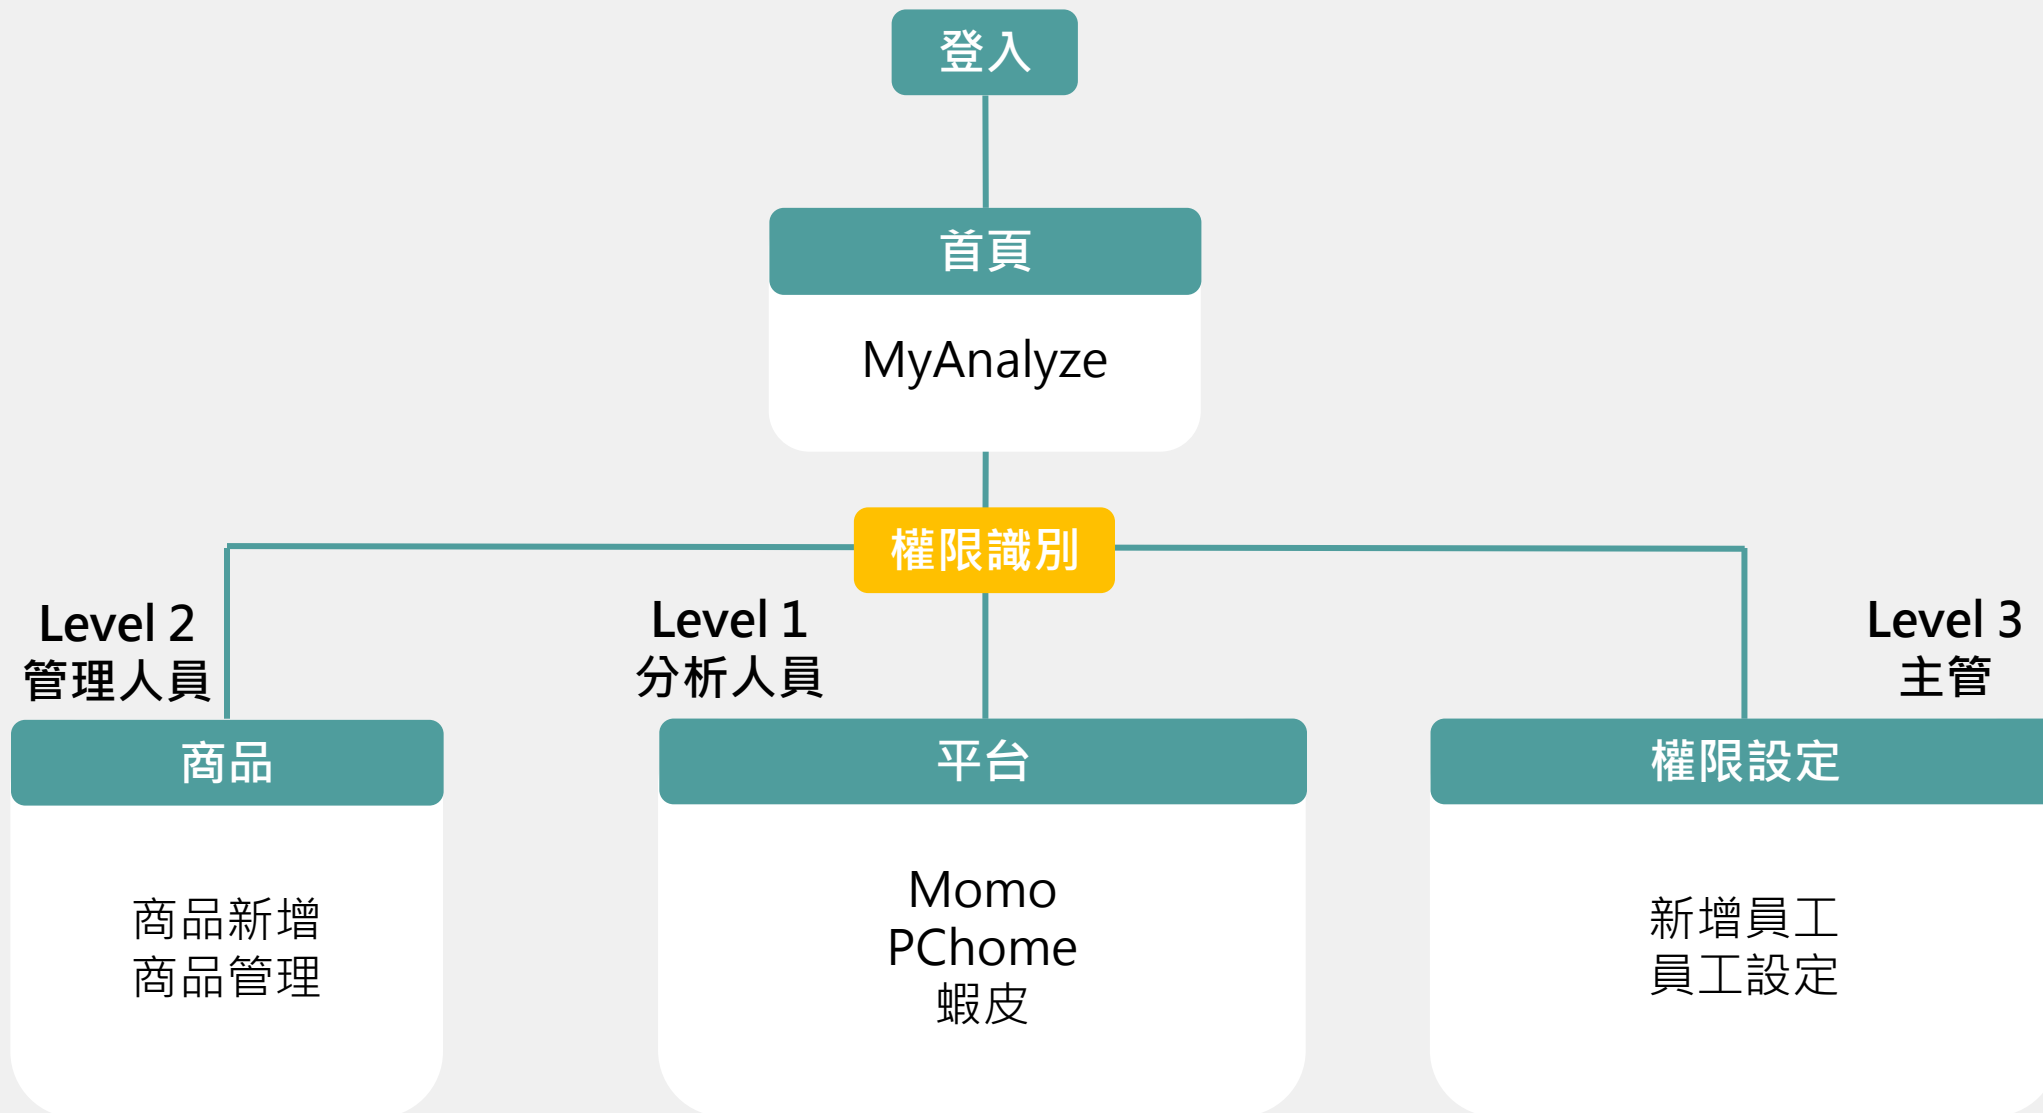 登入
首頁
MyAnalyze
權限識別
Level 2
管理人員
Level 1
分析人員
Level 3
主管
商品
商品新增
商品管理
平台
Momo
PChome
蝦皮
權限設定
新增員工
員工設定